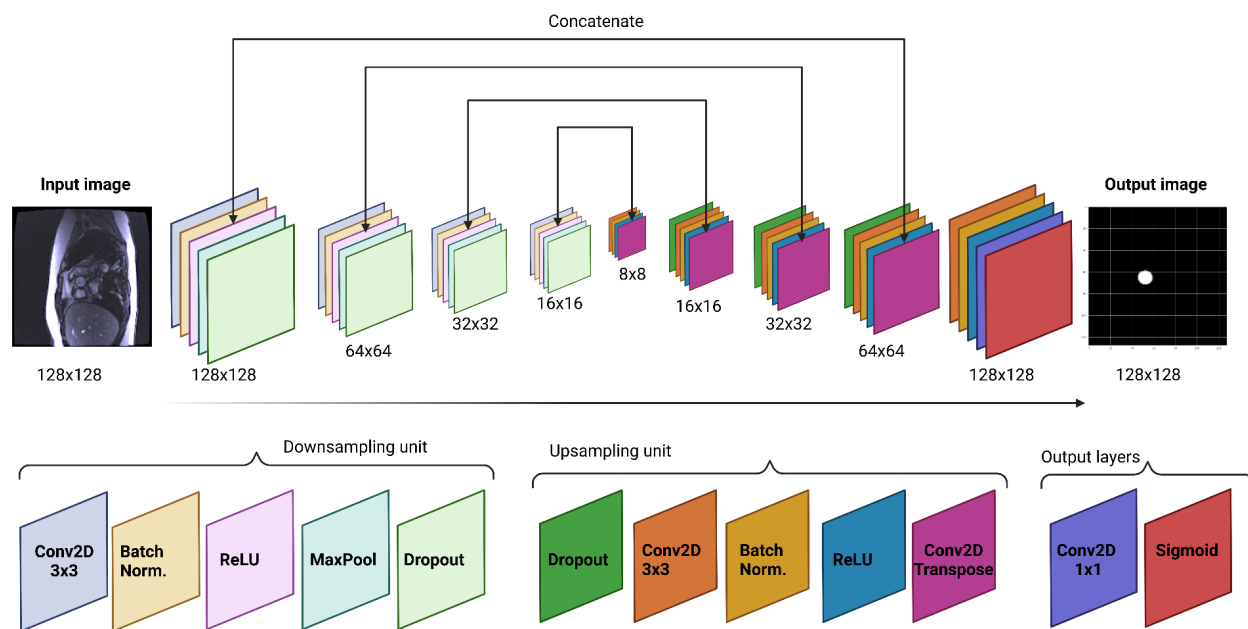 Concatenate
Input image
Output image
8x8
16x16
16x16
32x32
32x32
64x64
64x64
128x128
128x128
128x128
128x128
Downsampling unit
Upsampling unit
Output layers
Conv2D
3x3
Batch
Norm.
ReLU
MaxPool
Dropout
Dropout
Conv2D
3x3
Batch
Norm.
ReLU
Conv2D
Transpose
Conv2D
1x1
Sigmoid